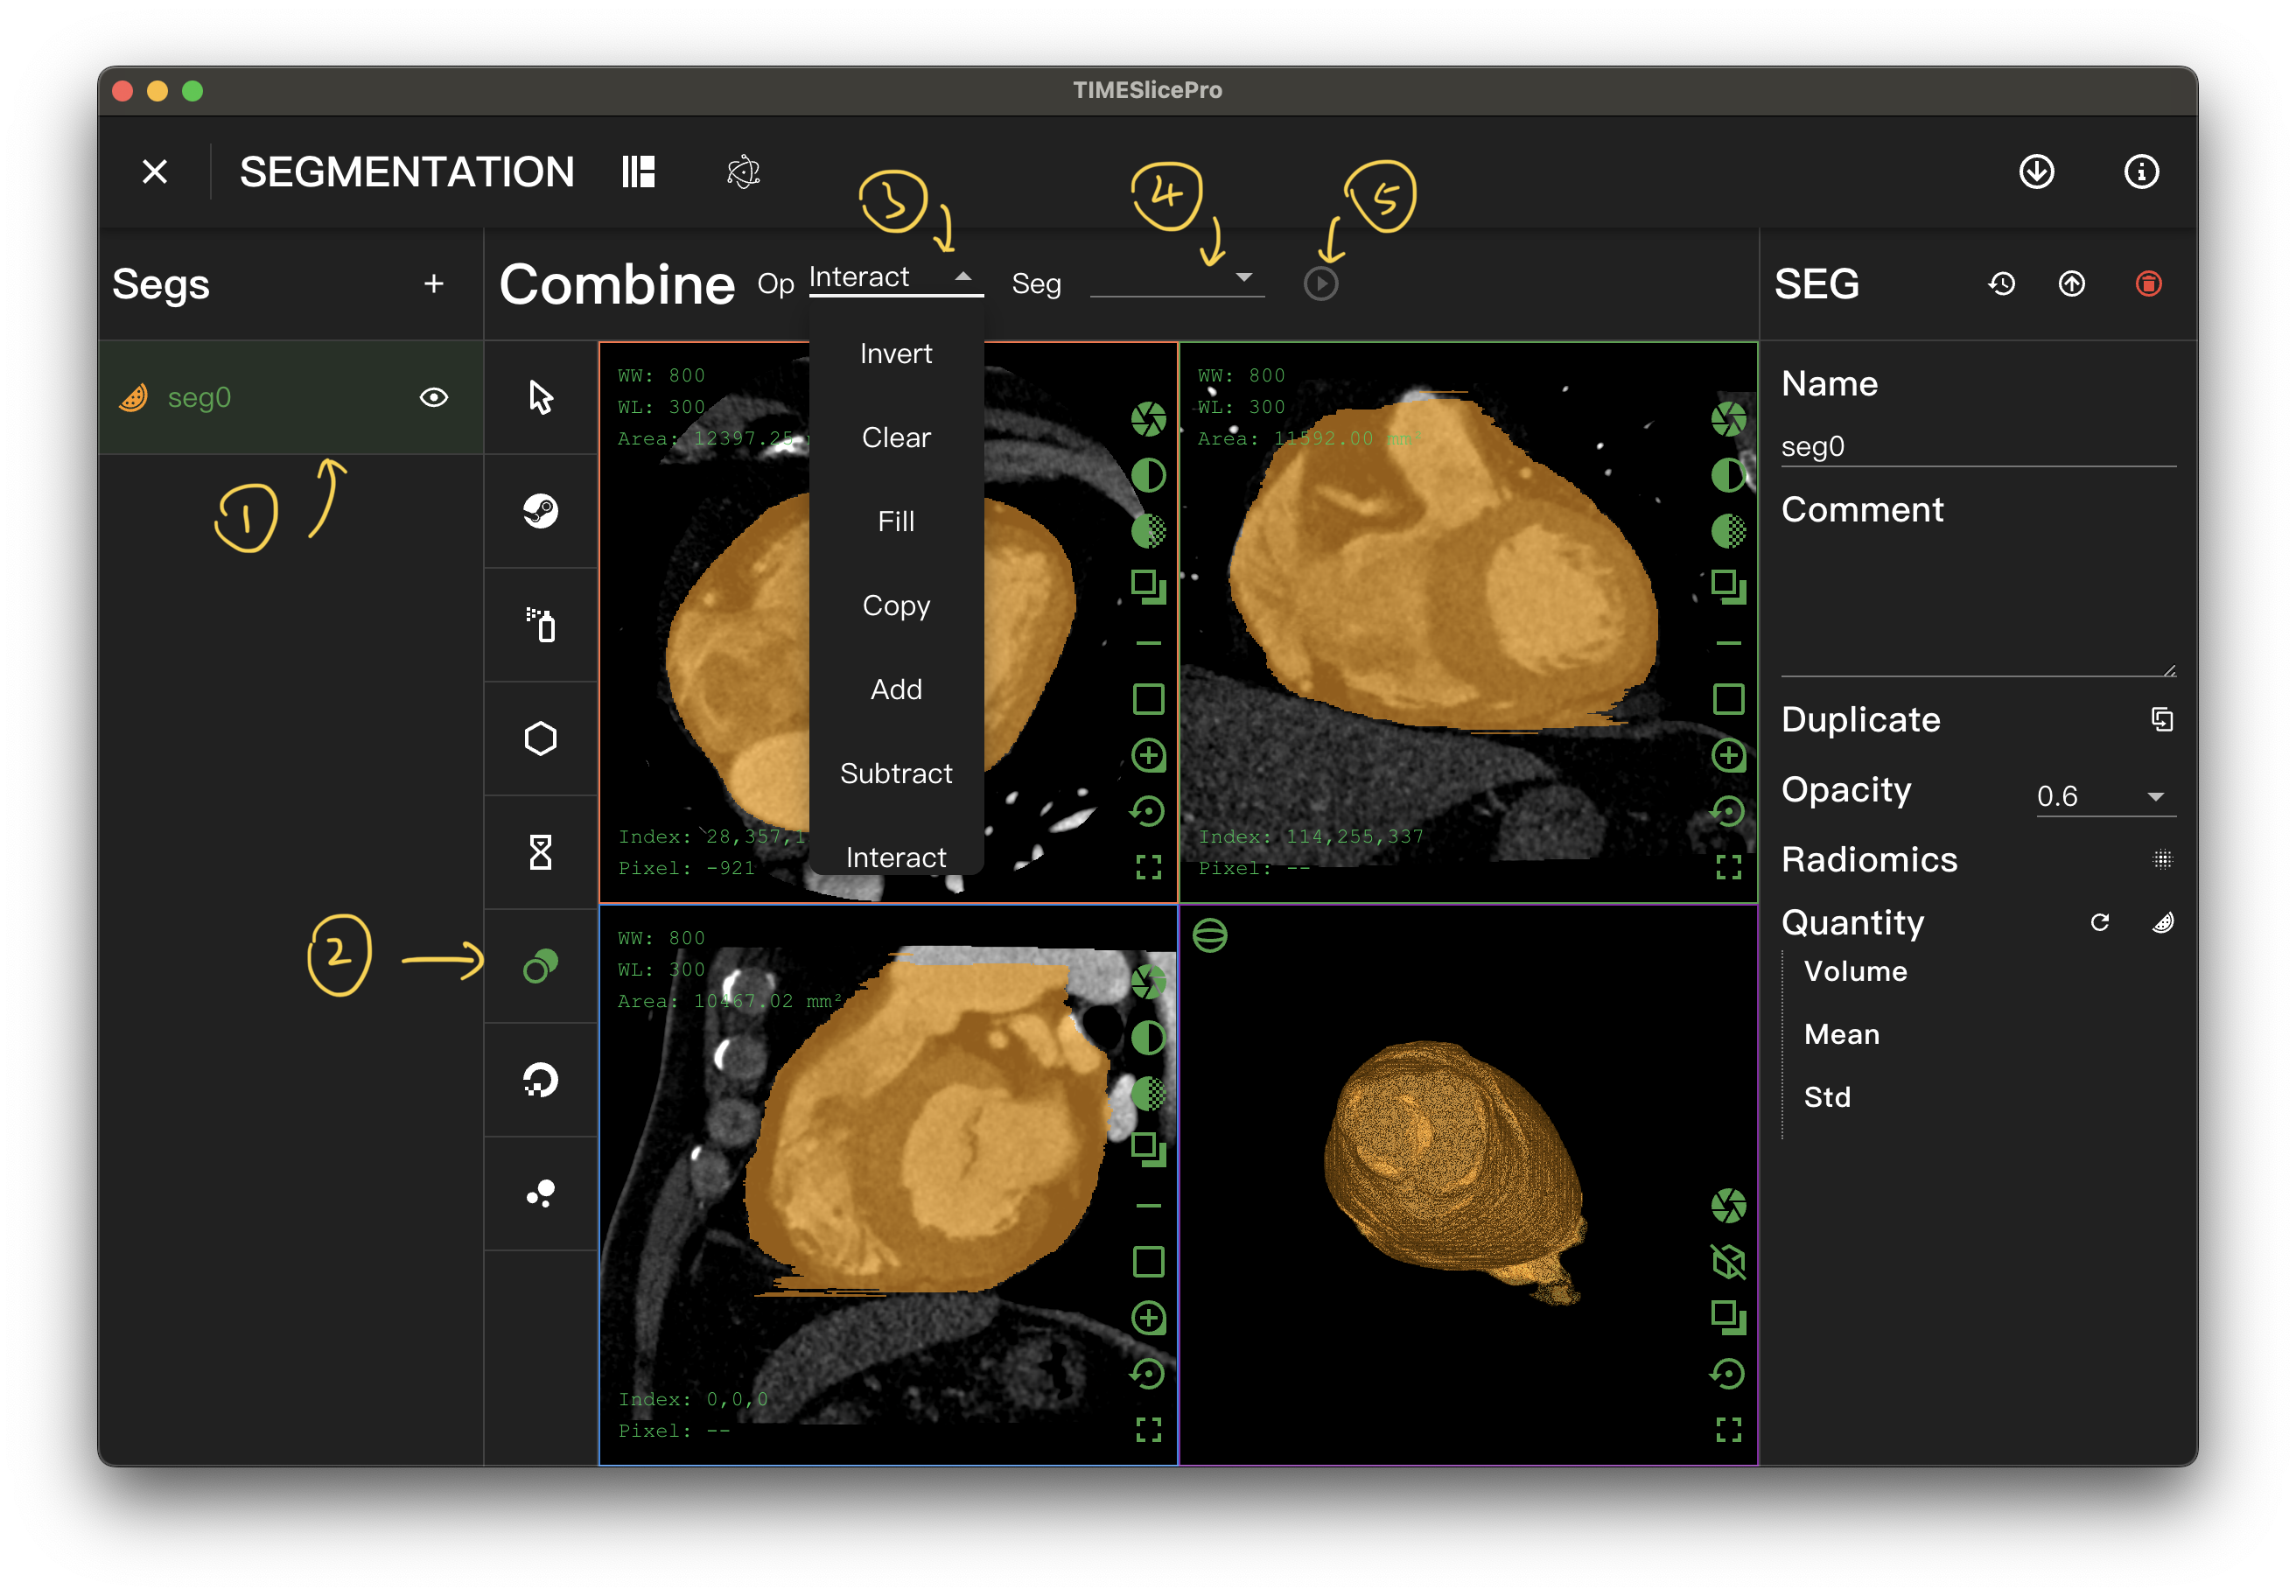 TIMESlicePro
SEGMENTATION
3
4
5
Segs
Combine
Op
Interact
Seg
SEG
seg0
1
2
Invert
Clear
Fill
Copy
Add
Subtract
Interact
WW: 800
WL: 300
Area: 12397.25
Index: 28,357,1
Pixel: -921
WW: 800
WL: 300
Area: 11592.00 mm²
Index: 114,255,337
Pixel: --
WW: 800
WL: 300
Area: 10467.02 mm²
Index: 0,0,0
Pixel: --
Name
seg0
Comment
Duplicate
Opacity
0.6
Radiomics
Quantity
Volume
Mean
Std